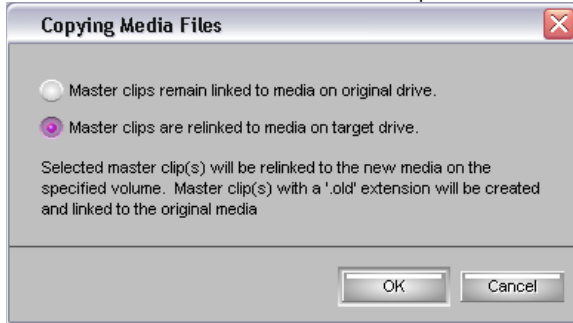 Copying Media Files
Master clips remain linked to media on original drive.
Master clips are relinked to media on target drive.
Selected master clip(s) will be relinked to the new media on the
specified volume.  Master clip(s) with a '.old' extension will be created
and linked to the original media
OK
Cancel